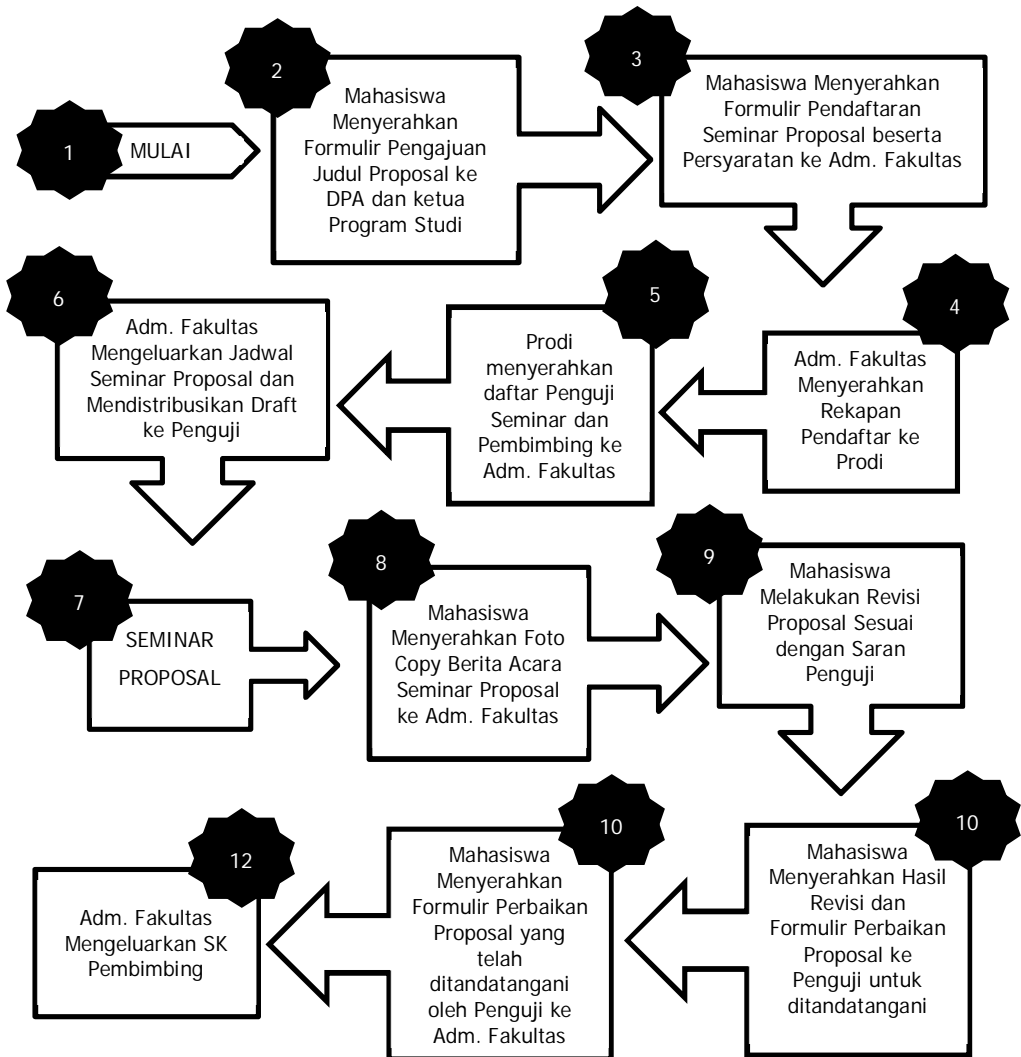 1
MULAI
2
Mahasiswa
Menyerahkan
Formulir Pengajuan
Judul Proposal ke
DPA dan ketua
Program Studi
3
Mahasiswa Menyerahkan
Formulir Pendaftaran
Seminar Proposal beserta
Persyaratan ke Adm. Fakultas
4
Adm. Fakultas
Menyerahkan
Rekapan
Pendaftar ke
Prodi
5
Prodi
menyerahkan
daftar Penguji
Seminar dan
Pembimbing ke
Adm. Fakultas
6
Adm. Fakultas
Mengeluarkan Jadwal
Seminar Proposal dan
Mendistribusikan Draft
ke Penguji
7
SEMINAR
PROPOSAL
8
Mahasiswa
Menyerahkan Foto
Copy Berita Acara
Seminar Proposal
ke Adm. Fakultas
9
Mahasiswa
Melakukan Revisi
Proposal Sesuai
dengan Saran
Penguji
10
Mahasiswa
Menyerahkan Hasil
Revisi dan
Formulir Perbaikan
Proposal ke
Penguji untuk
ditandatangani
10
Mahasiswa
Menyerahkan
Formulir Perbaikan
Proposal yang
telah
ditandatangani
oleh Penguji ke
Adm. Fakultas
12
Adm. Fakultas
Mengeluarkan SK
Pembimbing